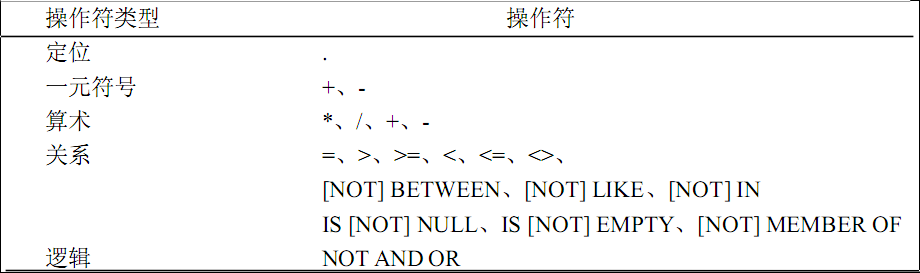 操作符类型 操作符
定位 .
一元符号 +、-
算术 *、/、+、-
关系 =、>、>=、<、<=、<>、
[NOT] BETWEEN、[NOT] LIKE、[NOT] IN
IS [NOT] NULL、IS [NOT] EMPTY、[NOT] MEMBER OF
逻辑 NOT AND OR